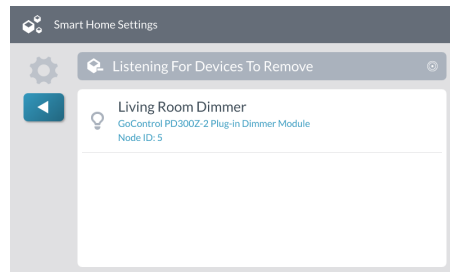 Smart Home Settings
Listening For Devices To Remove
Living Room Dimmer
GoControl PD300Z-2 Plug-in Dimmer Module
Node ID: 5